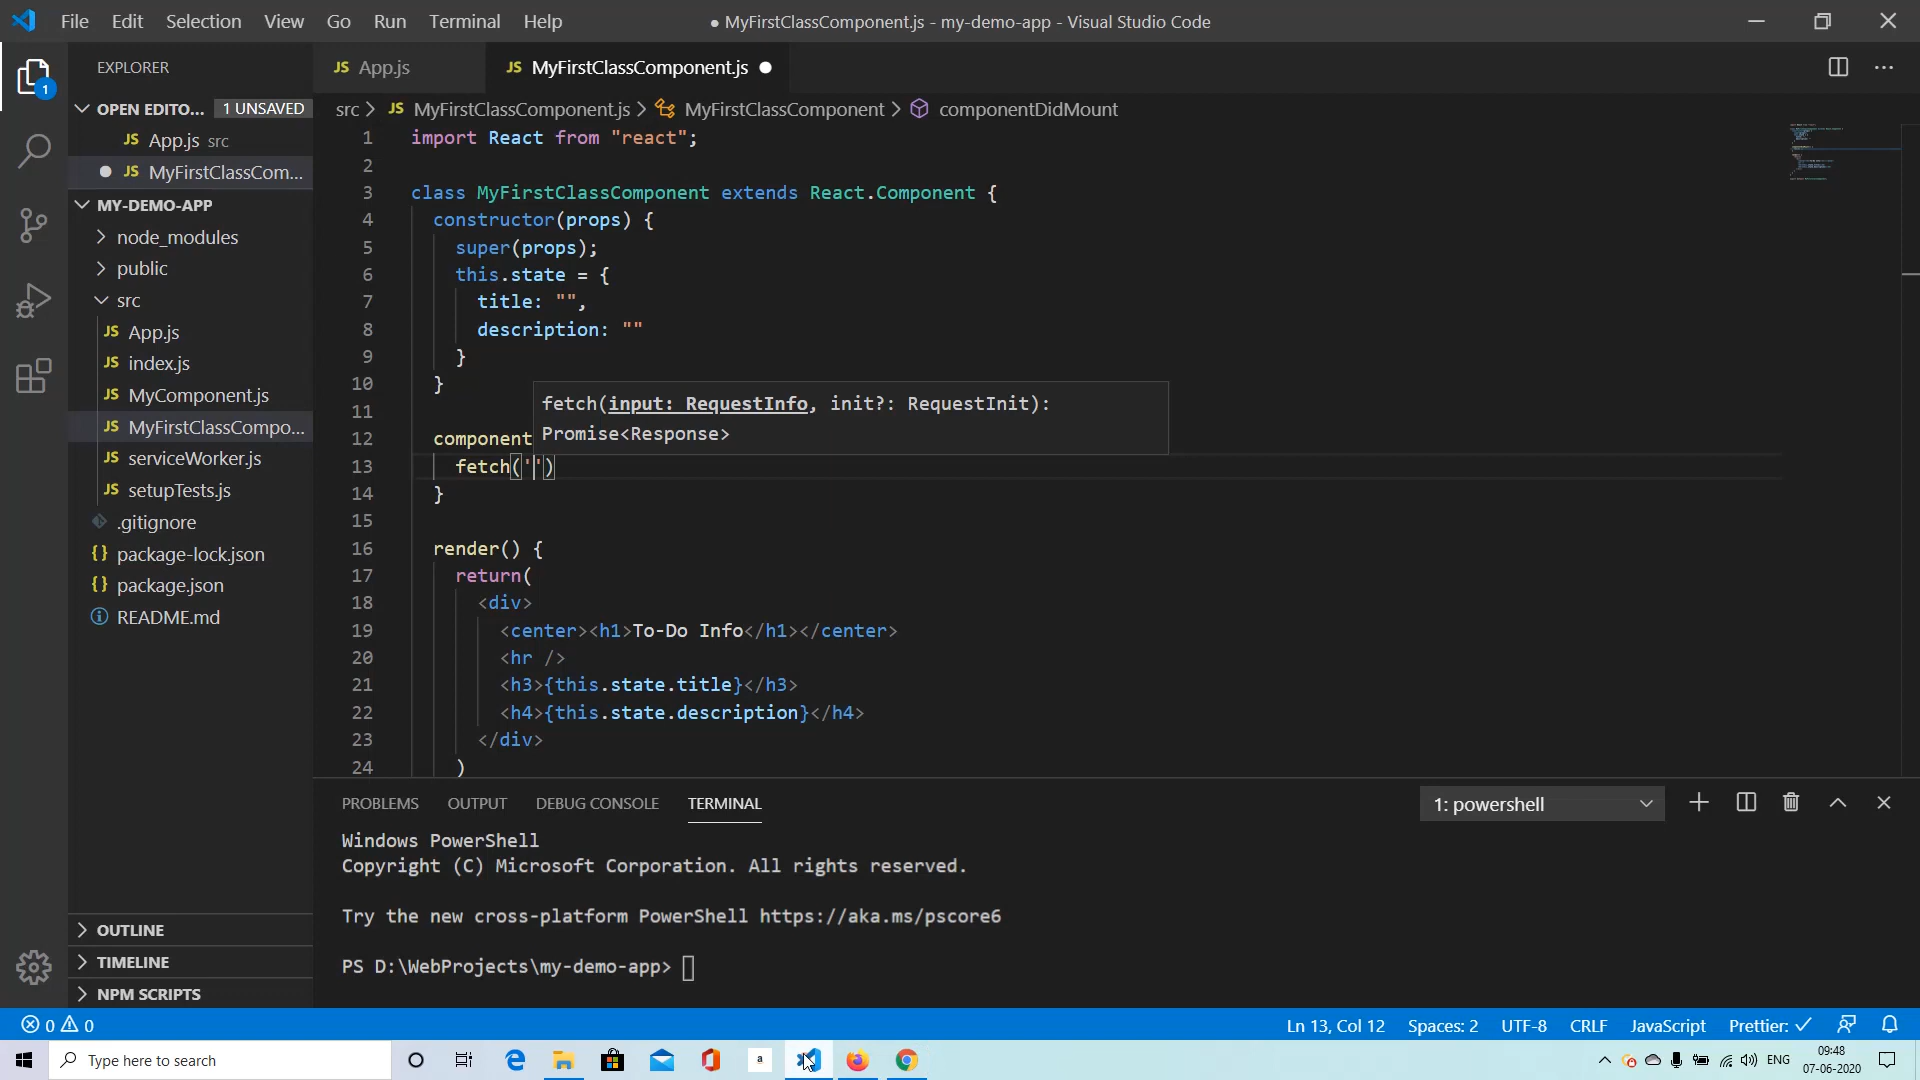 File Edit Selection View Go Run Terminal Help
● MyFirstClassComponent.js - my-demo-app - Visual Studio Code
EXPLORER
OPEN EDITO... 1 UNSAVED
JS App.js src
● JS MyFirstClassCom...
MY-DEMO-APP
node_modules
public
src
JS App.js
JS index.js
JS MyComponent.js
JS MyFirstClassCompo...
JS serviceWorker.js
JS setupTests.js
.gitignore
{} package-lock.json
{} package.json
README.md
OUTLINE
TIMELINE
NPM SCRIPTS
1
JS App.js
JS MyFirstClassComponent.js ●
src > JS MyFirstClassComponent.js > MyFirstClassComponent > componentDidMount
1 import React from "react";
2
3 class MyFirstClassComponent extends React.Component {
4 constructor(props) {
5 super(props);
6 this.state = {
7 title: "",
8 description: ""
9 }
10 }
11
fetch(input: RequestInfo, init?: RequestInit):
Promise<Response>
12 component
13 fetch('')
14 }
15
16 render() {
17 return(
18 <div>
19 <center><h1>To-Do Info</h1></center>
20 <hr />
21 <h3>{this.state.title}</h3>
22 <h4>{this.state.description}</h4>
23 </div>
24 )
PROBLEMS OUTPUT DEBUG CONSOLE TERMINAL
1: powershell
Windows PowerShell
Copyright (C) Microsoft Corporation. All rights reserved.
Try the new cross-platform PowerShell https://aka.ms/pscore6
PS D:\WebProjects\my-demo-app>
0 0
Ln 13, Col 12 Spaces: 2 UTF-8 CRLF JavaScript Prettier: ✓
Type here to search
a
ENG
09:48
07-06-2020